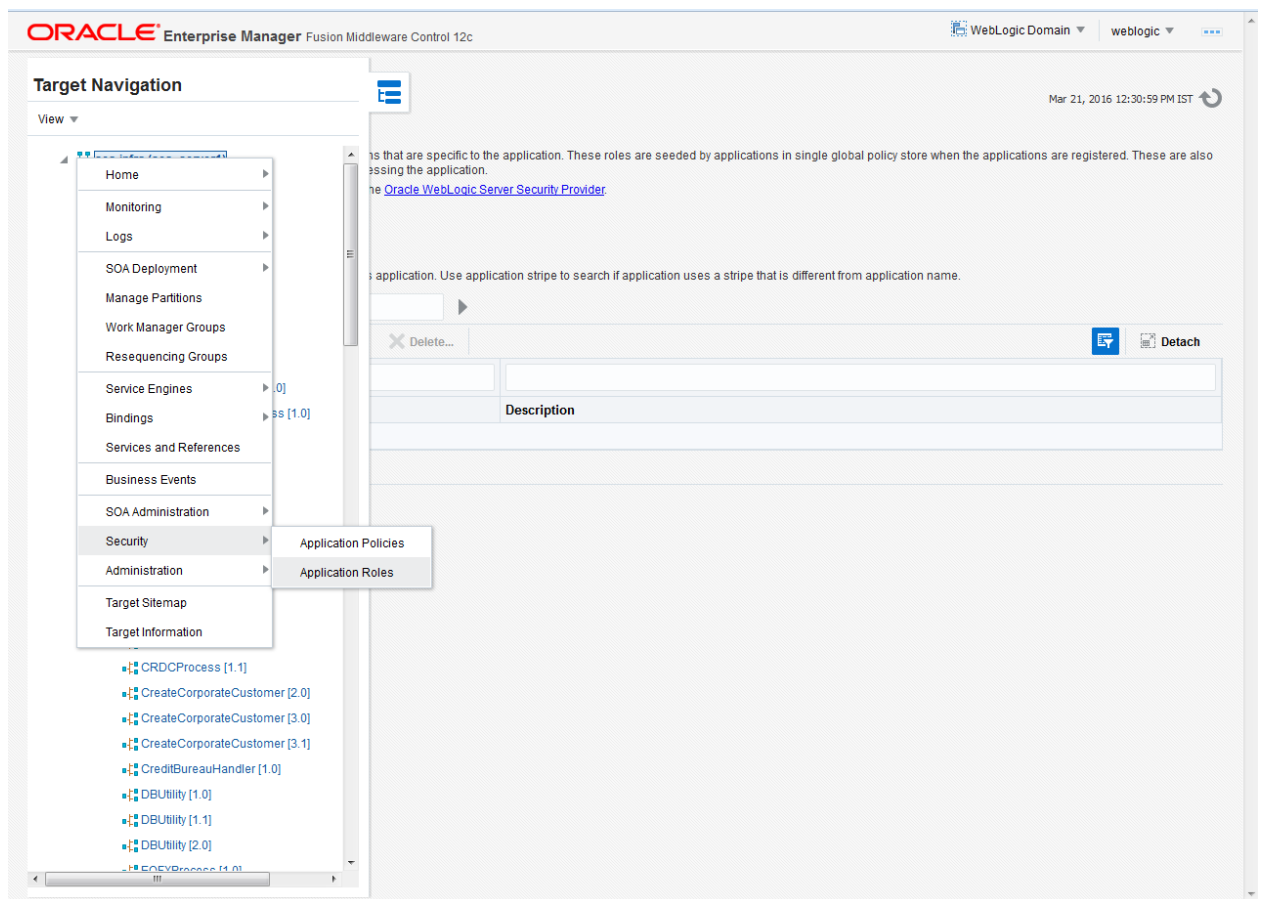 ORACLE Enterprise Manager Fusion Middleware Control 12c
WebLogic Domain
weblogic
Target Navigation
View
Mar 21, 2016 12:30:59 PM IST
that are specific to the application. These roles are seeded by applications in single global policy store when the applications are registered. These are also
the application.
Oracle WebLogic Server Security Provider.
application. Use application stripe to search if application uses a stripe that is different from application name.
Delete...
Detach
Description
Home
Monitoring
Logs
SOA Deployment
Manage Partitions
Work Manager Groups
Resequencing Groups
Service Engines
.0]
Bindings
ss [1.0]
Services and References
Business Events
SOA Administration
Security
Application Policies
Administration
Application Roles
Target Sitemap
Target Information
CRDCProcess [1.1]
CreateCorporateCustomer [2.0]
CreateCorporateCustomer [3.0]
CreateCorporateCustomer [3.1]
CreditBureauHandler [1.0]
DBUtility [1.0]
DBUtility [1.1]
DBUtility [2.0]